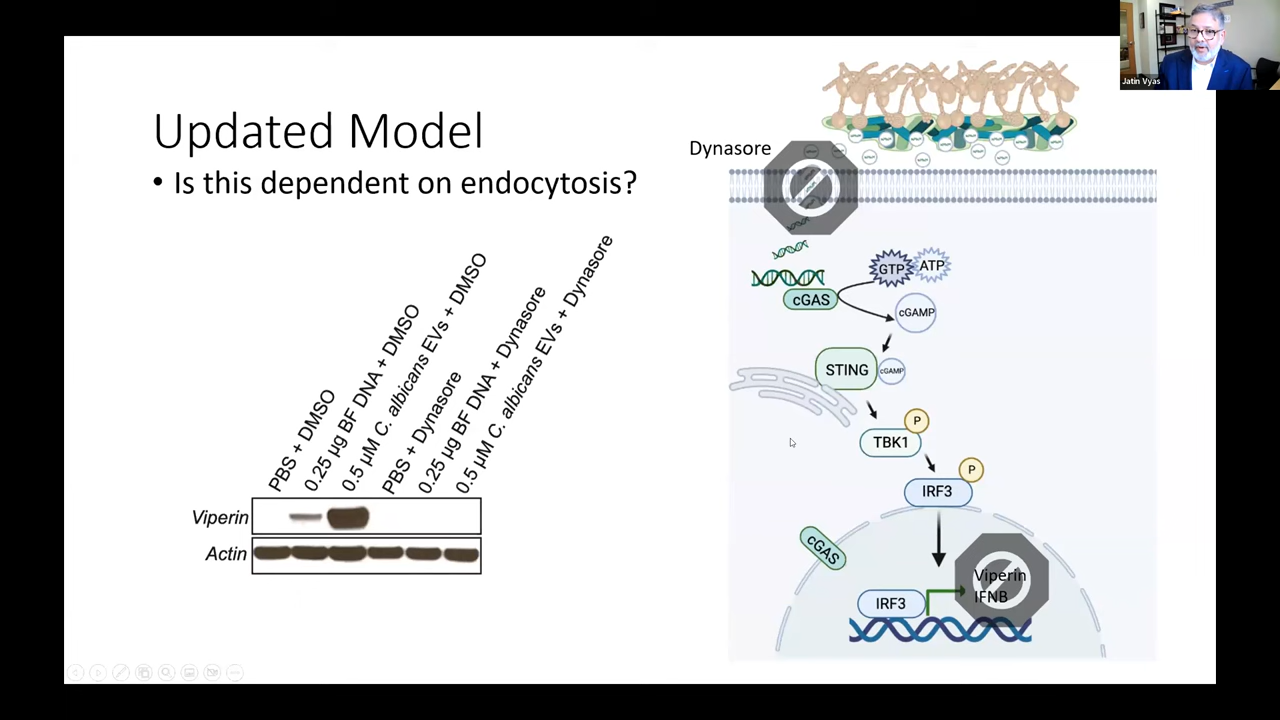 Jatin Vyas
Updated Model
• Is this dependent on endocytosis?
PBS + DMSO
0.25 µg BF DNA + DMSO
0.5 µM C. albicans EVs + DMSO
PBS + Dynasore
0.25 µg BF DNA + Dynasore
0.5 µM C. albicans EVs + Dynasore
Viperin
Actin
Dynasore
GTP
ATP
cGAS
cGAMP
STING
cGAMP
P
TBK1
P
IRF3
cGAS
Viperin
IFNB
IRF3